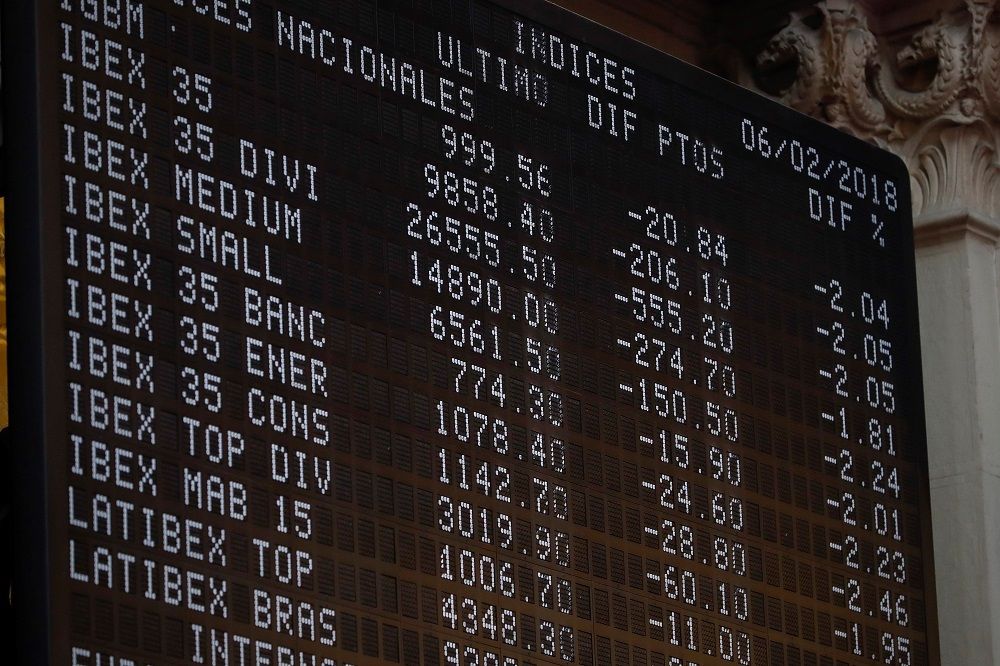 INDICES 06/02/2018
ICES NACIONALES ULTIMO DIF PTOS DIF %
IGBM 999.56 -20.84 -2.04
IBEX 35 9858.40 -206.10 -2.05
IBEX 35 DIVI 26555.50 -555.20 -2.05
IBEX MEDIUM 14890.00 -274.70 -1.81
IBEX SMALL 6561.50 -150.50 -2.24
IBEX 35 BANC 774.30 -15.90 -2.01
IBEX 35 ENER 1078.40 -24.60 -2.23
IBEX 35 CONS 1142.70 -28.80 -2.46
IBEX TOP DIV 3019.90 -60.10 -1.95
IBEX MAB 15 1006.70 -11.00
LATIBEX TOP 4348.30
LATIBEX BRAS
INTERN